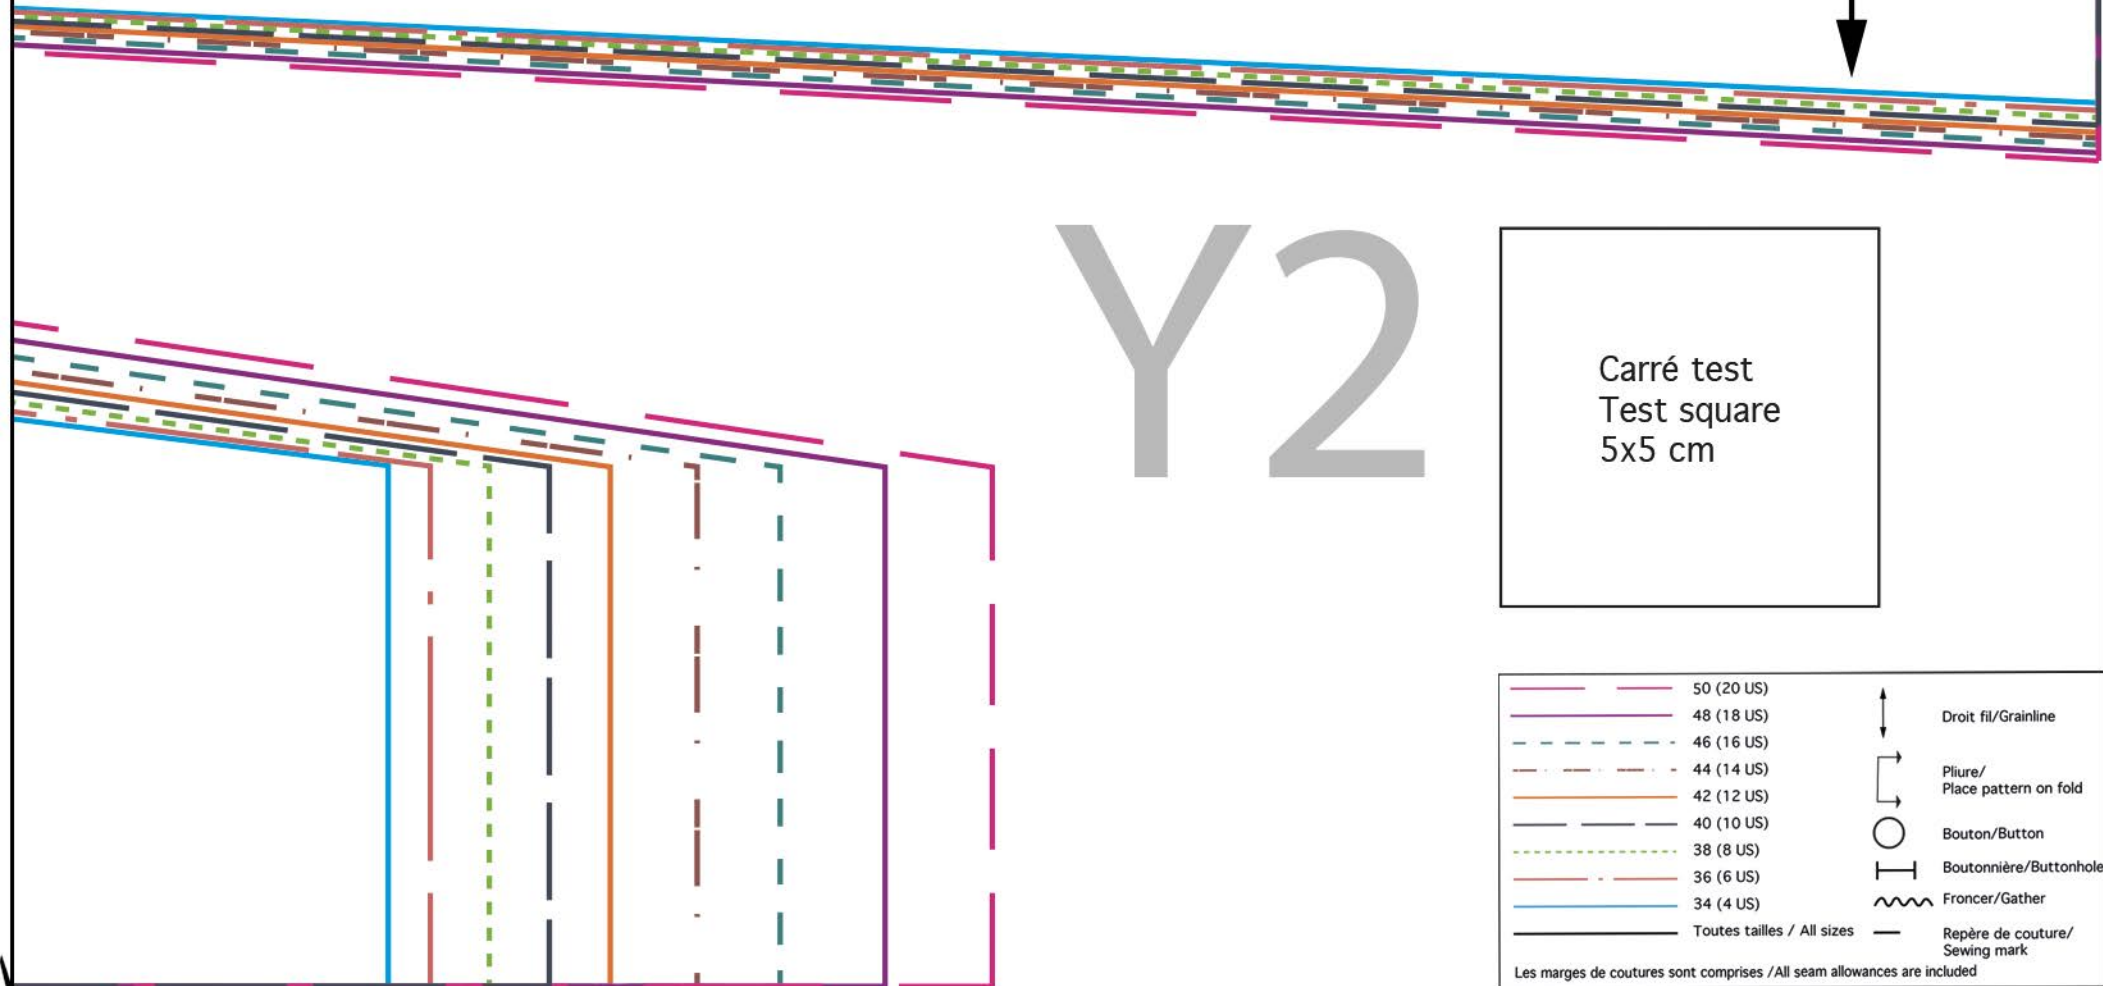 Y2
Carré test
Test square
5x5 cm
50 (20 US)
48 (18 US)
46 (16 US)
44 (14 US)
42 (12 US)
40 (10 US)
38 (8 US)
36 (6 US)
34 (4 US)
Toutes tailles / All sizes
Droit fil/Grainline
Pliure/
Place pattern on fold
Bouton/Button
Boutonnière/Buttonhole
Froncer/Gather
Repère de couture/
Sewing mark
Les marges de coutures sont comprises /All seam allowances are included